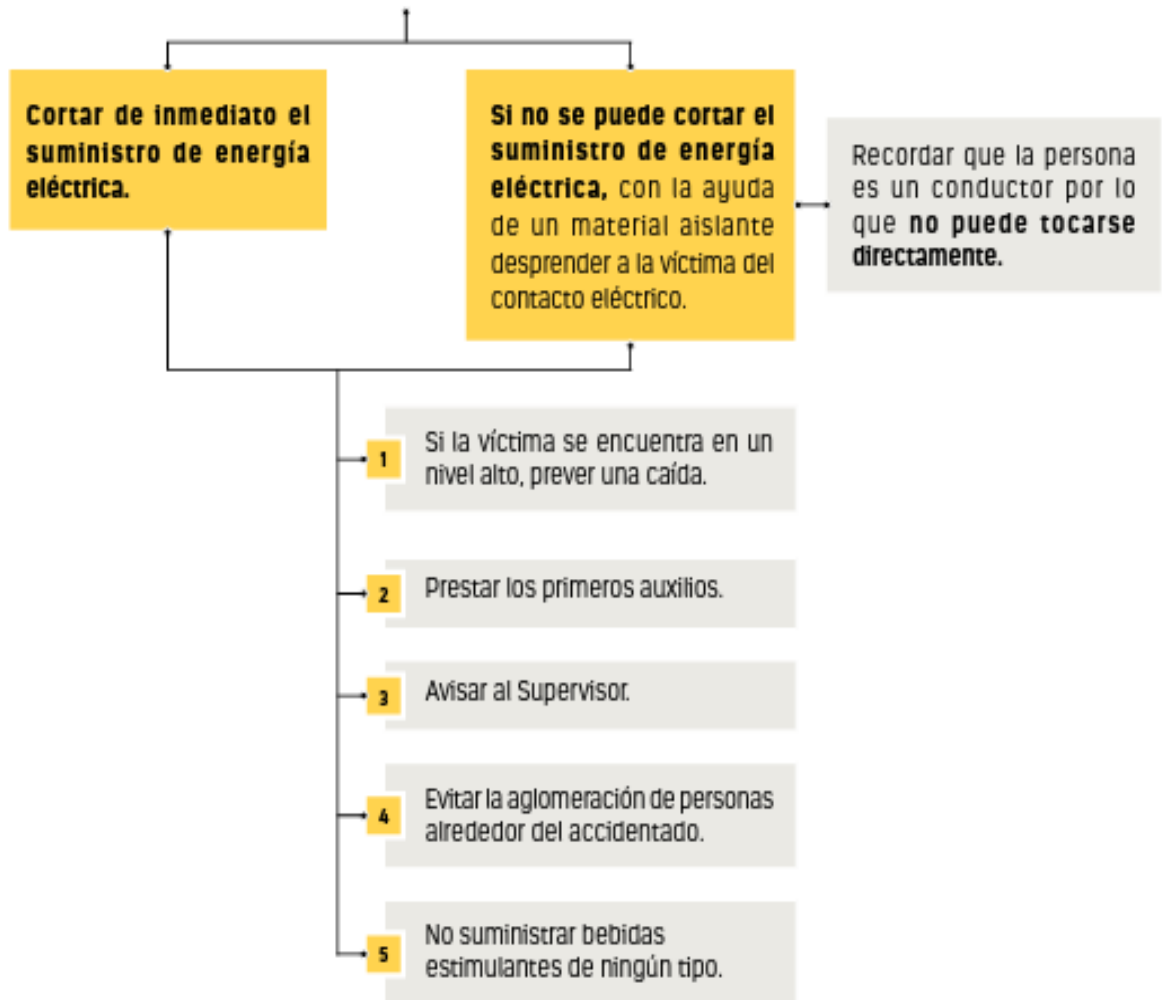 Cortar de inmediato el
suministro de energía
eléctrica.
Si no se puede cortar el
suministro de energía
eléctrica, con la ayuda
de un material aislante
desprender a la víctima del
contacto eléctrico.
Recordar que la persona
es un conductor por lo
que no puede tocarse
directamente.
1
Si la víctima se encuentra en un
nivel alto, prever una caída.
2
Prestar los primeros auxilios.
3
Avisar al Supervisor.
4
Evitar la aglomeración de personas
alrededor del accidentado.
5
No suministrar bebidas
estimulantes de ningún tipo.